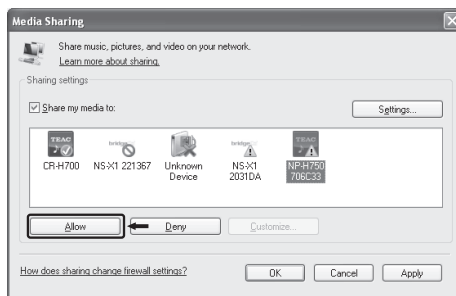 Media Sharing
Share music, pictures, and video on your network.
Learn more about sharing.
Sharing settings
Share my media to:
Settings...
TEAC
bridge
bridge
TEAC
CR-H700
NS-X1 221367
Unknown
Device
NS-X1
2031DA
NP-H750
706C33
Allow
Deny
Customize...
How does sharing change firewall settings?
OK
Cancel
Apply